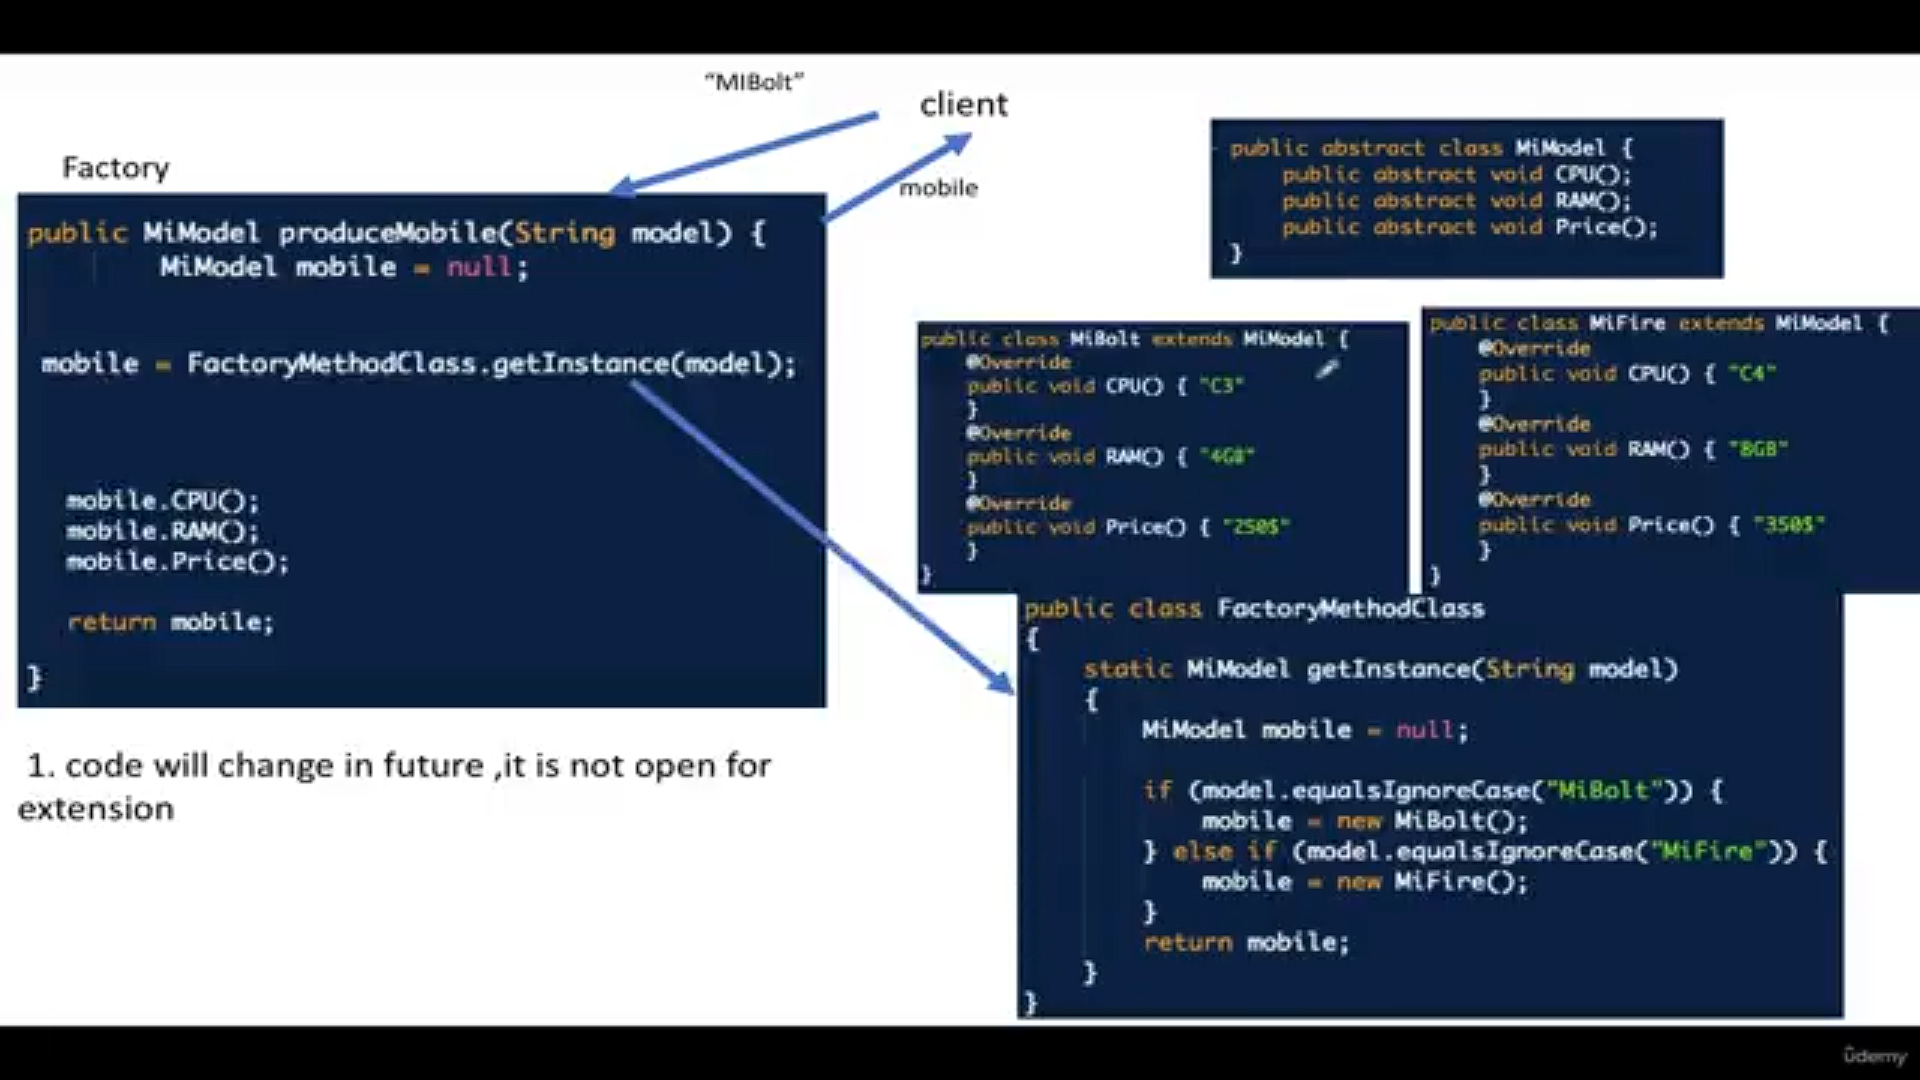 “MIBolt”
client
mobile
Factory
public MiModel produceMobile(String model) {
MiModel mobile = null;
mobile = FactoryMethodClass.getInstance(model);
mobile.CPU();
mobile.RAM();
mobile.Price();
return mobile;
}
1. code will change in future ,it is not open for
extension
public abstract class MiModel {
public abstract void CPU();
public abstract void RAM();
public abstract void Price();
}
public class MiBolt extends MiModel {
@Override
public void CPU() { "C3"
}
@Override
public void RAM() { "4GB"
}
@Override
public void Price() { "250$"
}
}
public class MiFire extends MiModel {
@Override
public void CPU() { "C4"
}
@Override
public void RAM() { "8GB"
}
@Override
public void Price() { "350$"
}
}
public class FactoryMethodClass
{
static MiModel getInstance(String model)
{
MiModel mobile = null;
if (model.equalsIgnoreCase("MiBolt")) {
mobile = new MiBolt();
} else if (model.equalsIgnoreCase("MiFire")) {
mobile = new MiFire();
}
return mobile;
}
}
ûdemy